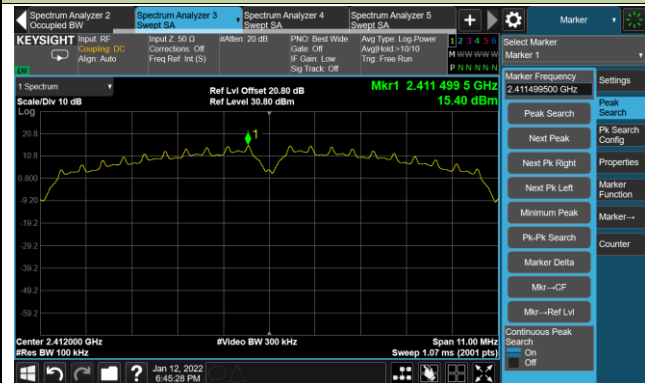 Spectrum Analyzer 2
Occupied BW
Spectrum Analyzer 3
Swept SA
Spectrum Analyzer 4
Swept SA
Spectrum Analyzer 5
Swept SA
+
Marker
KEYSIGHT
Input: RF
Coupling: DC
Align: Auto
Input Z: 50 Ω
Corrections: Off
Freq Ref: Int (S)
#Atten: 20 dB
PNO: Best Wide
Gate: Off
IF Gain: Low
Sig Track: Off
Avg Type: Log-Power
Avg|Hold >10/10
Trig: Free Run
1 2 3 4 5 6
M W W W W W
P N N N N N
LW
Select Marker
Marker 1
1 Spectrum
Scale/Div 10 dB
Log
Ref Lvl Offset 20.80 dB
Ref Level 30.80 dBm
Mkr1 2.411 499 5 GHz
15.40 dBm
Marker Frequency
2.411499500 GHz
Settings
Peak Search
Peak Search
Next Peak
Pk Search Config
Next Pk Right
Properties
Next Pk Left
Marker Function
Minimum Peak
Marker→
Pk-Pk Search
Counter
Marker Delta
Mkr→CF
Mkr→Ref Lvl
Continuous Peak Search
On
Off
1
20.8
10.8
0.800
-9.20
-19.2
-29.2
-39.2
-49.2
-59.2
Center 2.412000 GHz
#Res BW 100 kHz
#Video BW 300 kHz
Span 11.00 MHz
Sweep 1.07 ms (2001 pts)
?
Jan 12, 2022
6:45:28 PM